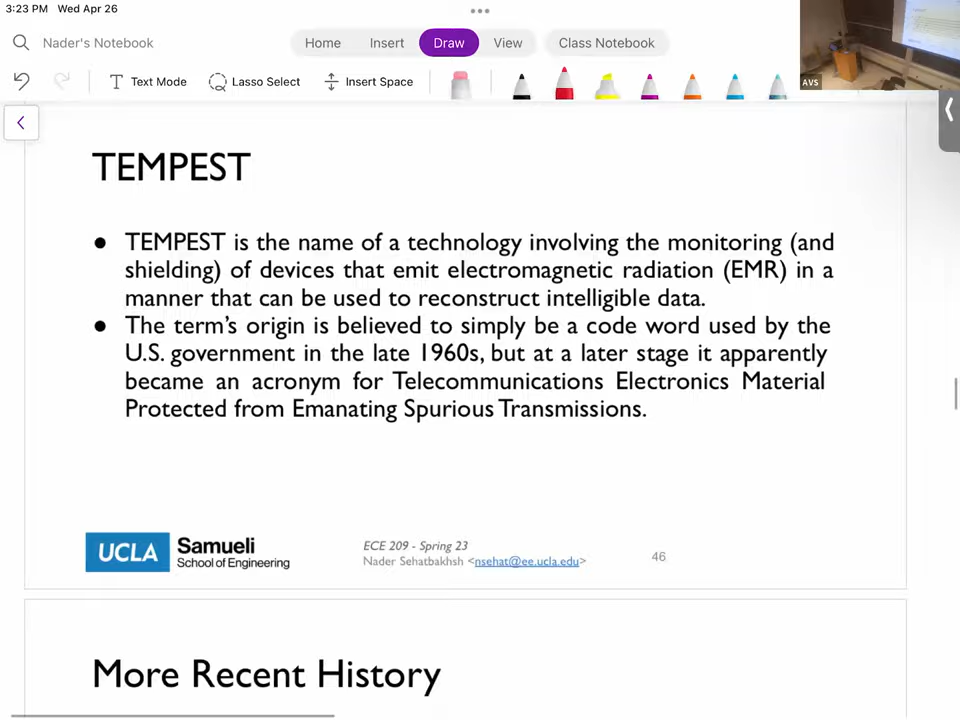 3:23 PM Wed Apr 26
Nader's Notebook
Home Insert Draw View Class Notebook
Text Mode Lasso Select Insert Space
AVS
TEMPEST
● TEMPEST is the name of a technology involving the monitoring (and
shielding) of devices that emit electromagnetic radiation (EMR) in a
manner that can be used to reconstruct intelligible data.
● The term's origin is believed to simply be a code word used by the
U.S. government in the late 1960s, but at a later stage it apparently
became an acronym for Telecommunications Electronics Material
Protected from Emanating Spurious Transmissions.
UCLA Samueli
School of Engineering
ECE 209 - Spring 23
Nader Sehatbakhsh <nsehat@ee.ucla.edu>
46
More Recent History